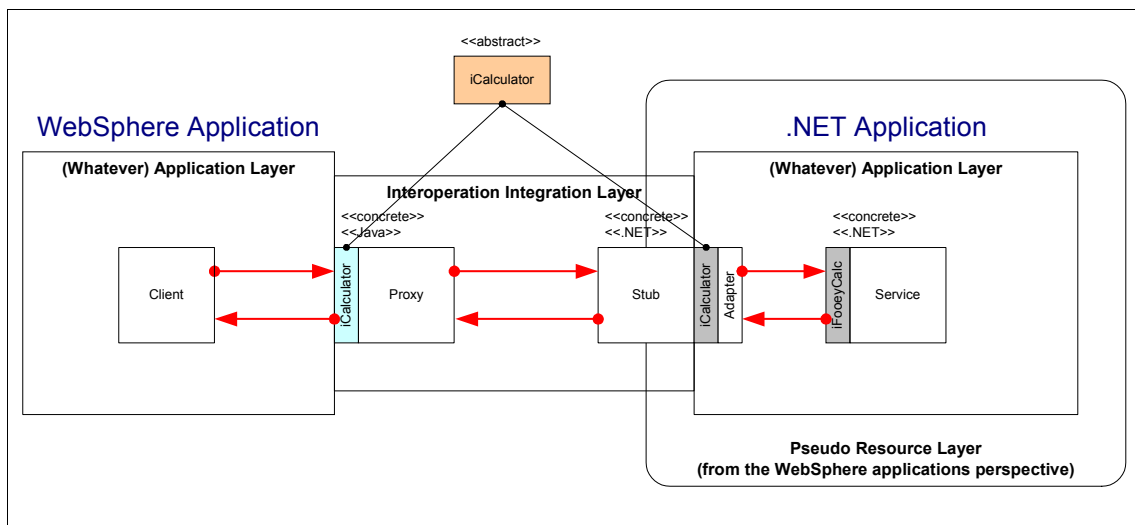 <<abstract>>
iCalculator
WebSphere Application
.NET Application
(Whatever) Application Layer
(Whatever) Application Layer
Interoperation Integration Layer
<<concrete>>
<<Java>>
<<concrete>>
<<.NET>>
<<concrete>>
<<.NET>>
Client
iCalculator
Proxy
Stub
iCalculator
Adapter
iFooeyCalc
Service
Pseudo Resource Layer
(from the WebSphere applications perspective)